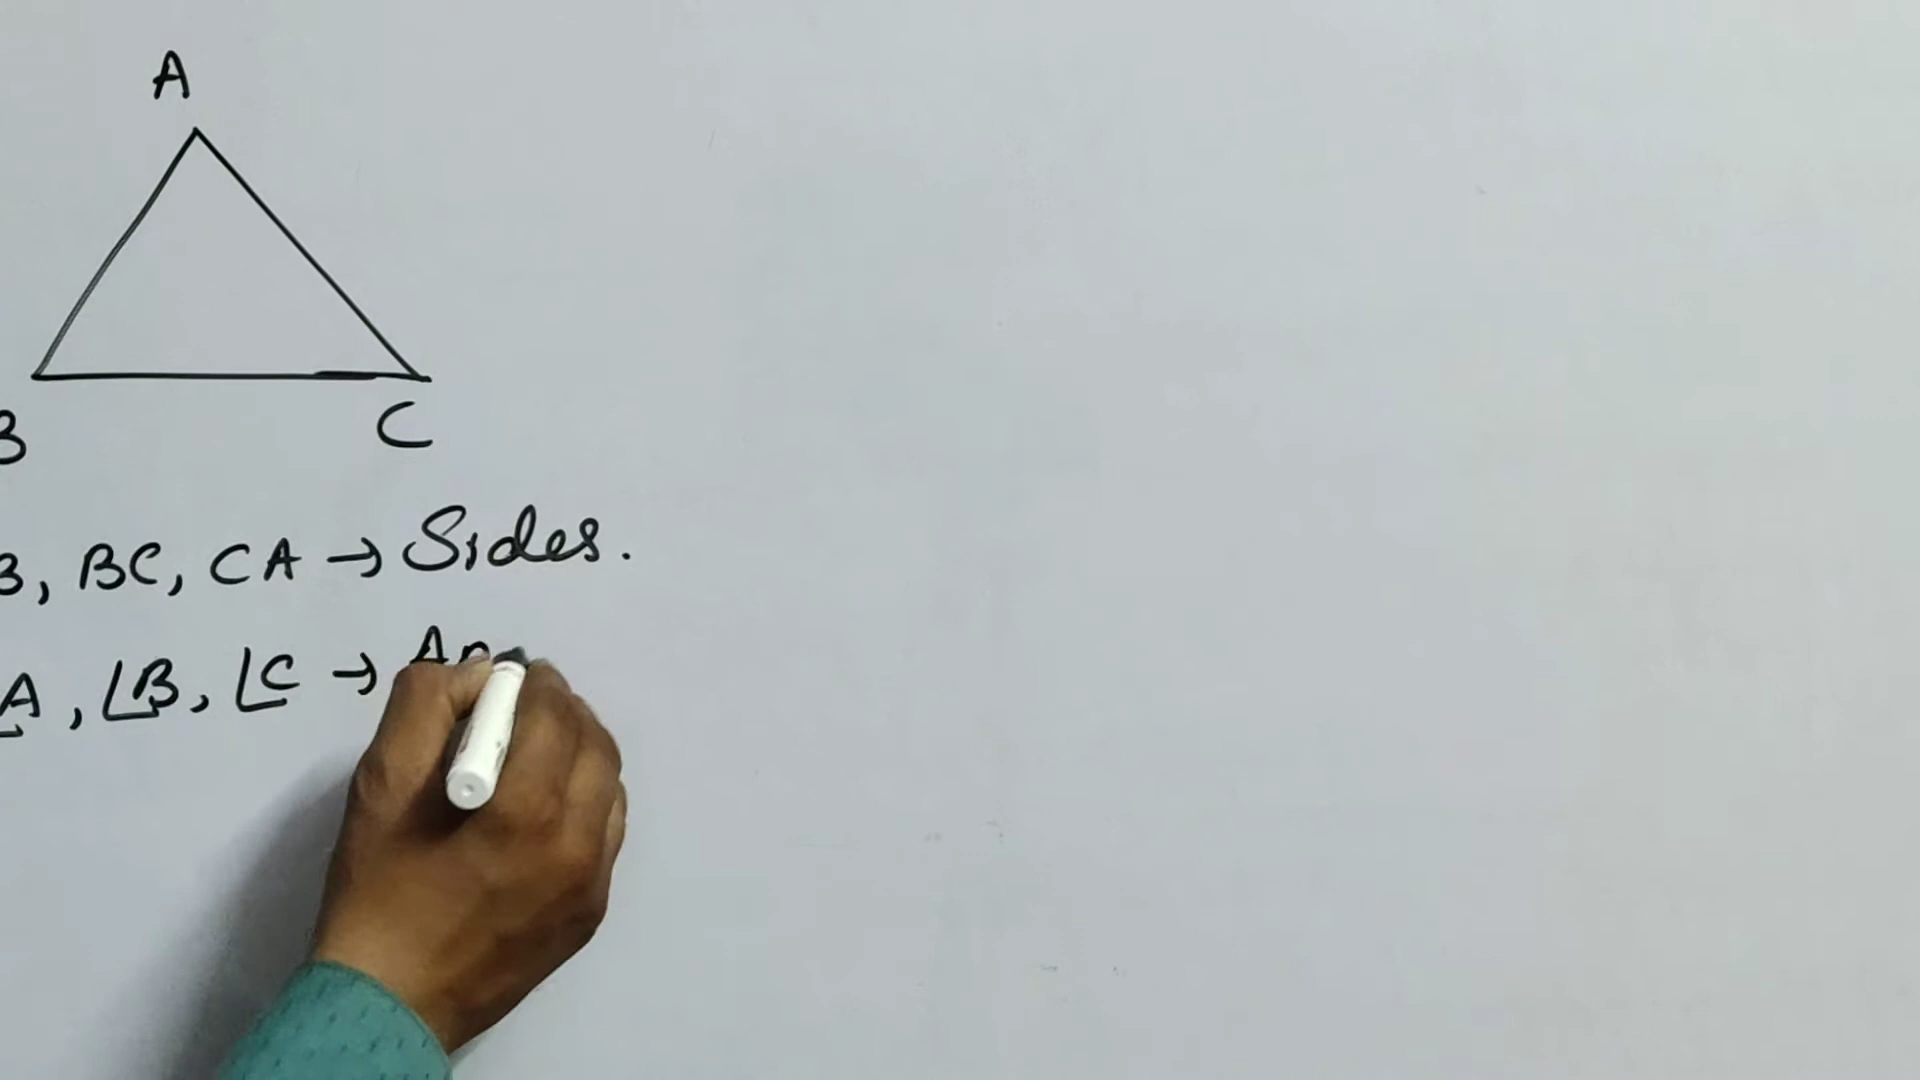 A
B C
B, BC, CA → Sides.
A, ∠B, ∠C → An